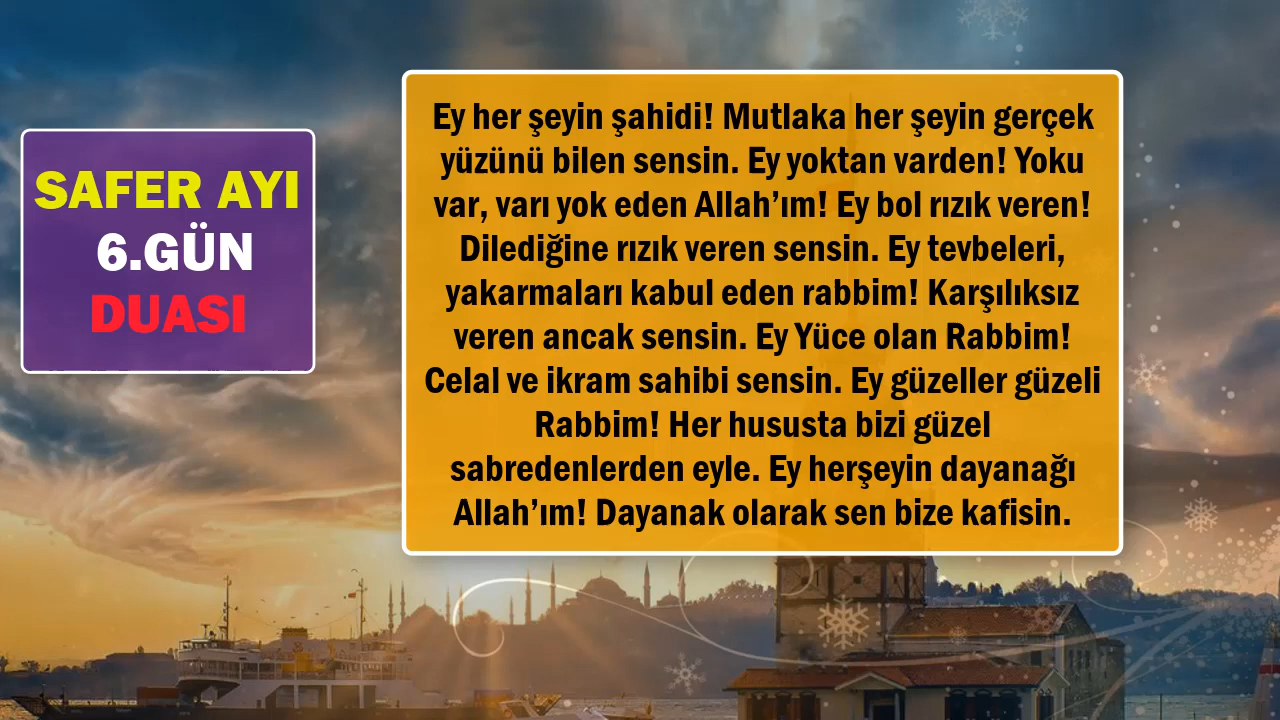 SAFER AYI
6.GÜN
DUASI
Ey her şeyin şahidi! Mutlaka her şeyin gerçek
yüzünü bilen sensin. Ey yoktan varden! Yoku
var, varı yok eden Allah’ım! Ey bol rızık veren!
Dilediğine rızık veren sensin. Ey tevbeleri,
yakarmaları kabul eden rabbim! Karşılıksız
veren ancak sensin. Ey Yüce olan Rabbim!
Celal ve ikram sahibi sensin. Ey güzeller güzeli
Rabbim! Her hususta bizi güzel
sabredenlerden eyle. Ey herşeyin dayanağı
Allah’ım! Dayanak olarak sen bize kafisin.